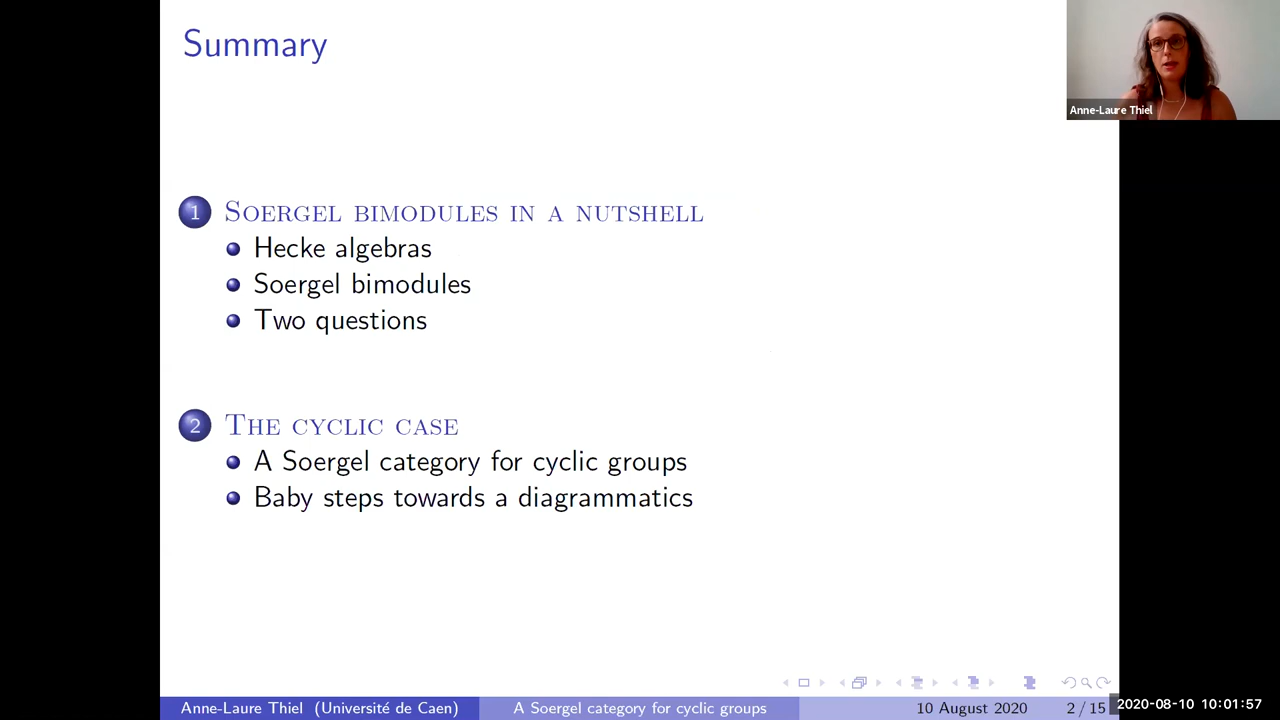 Summary
Anne-Laure Thiel
1 SOERGEL BIMODULES IN A NUTSHELL
Hecke algebras
Soergel bimodules
Two questions
2 THE CYCLIC CASE
A Soergel category for cyclic groups
Baby steps towards a diagrammatics
Anne-Laure Thiel (Université de Caen) A Soergel category for cyclic groups 10 August 2020 2 / 15 2020-08-10 10:01:57